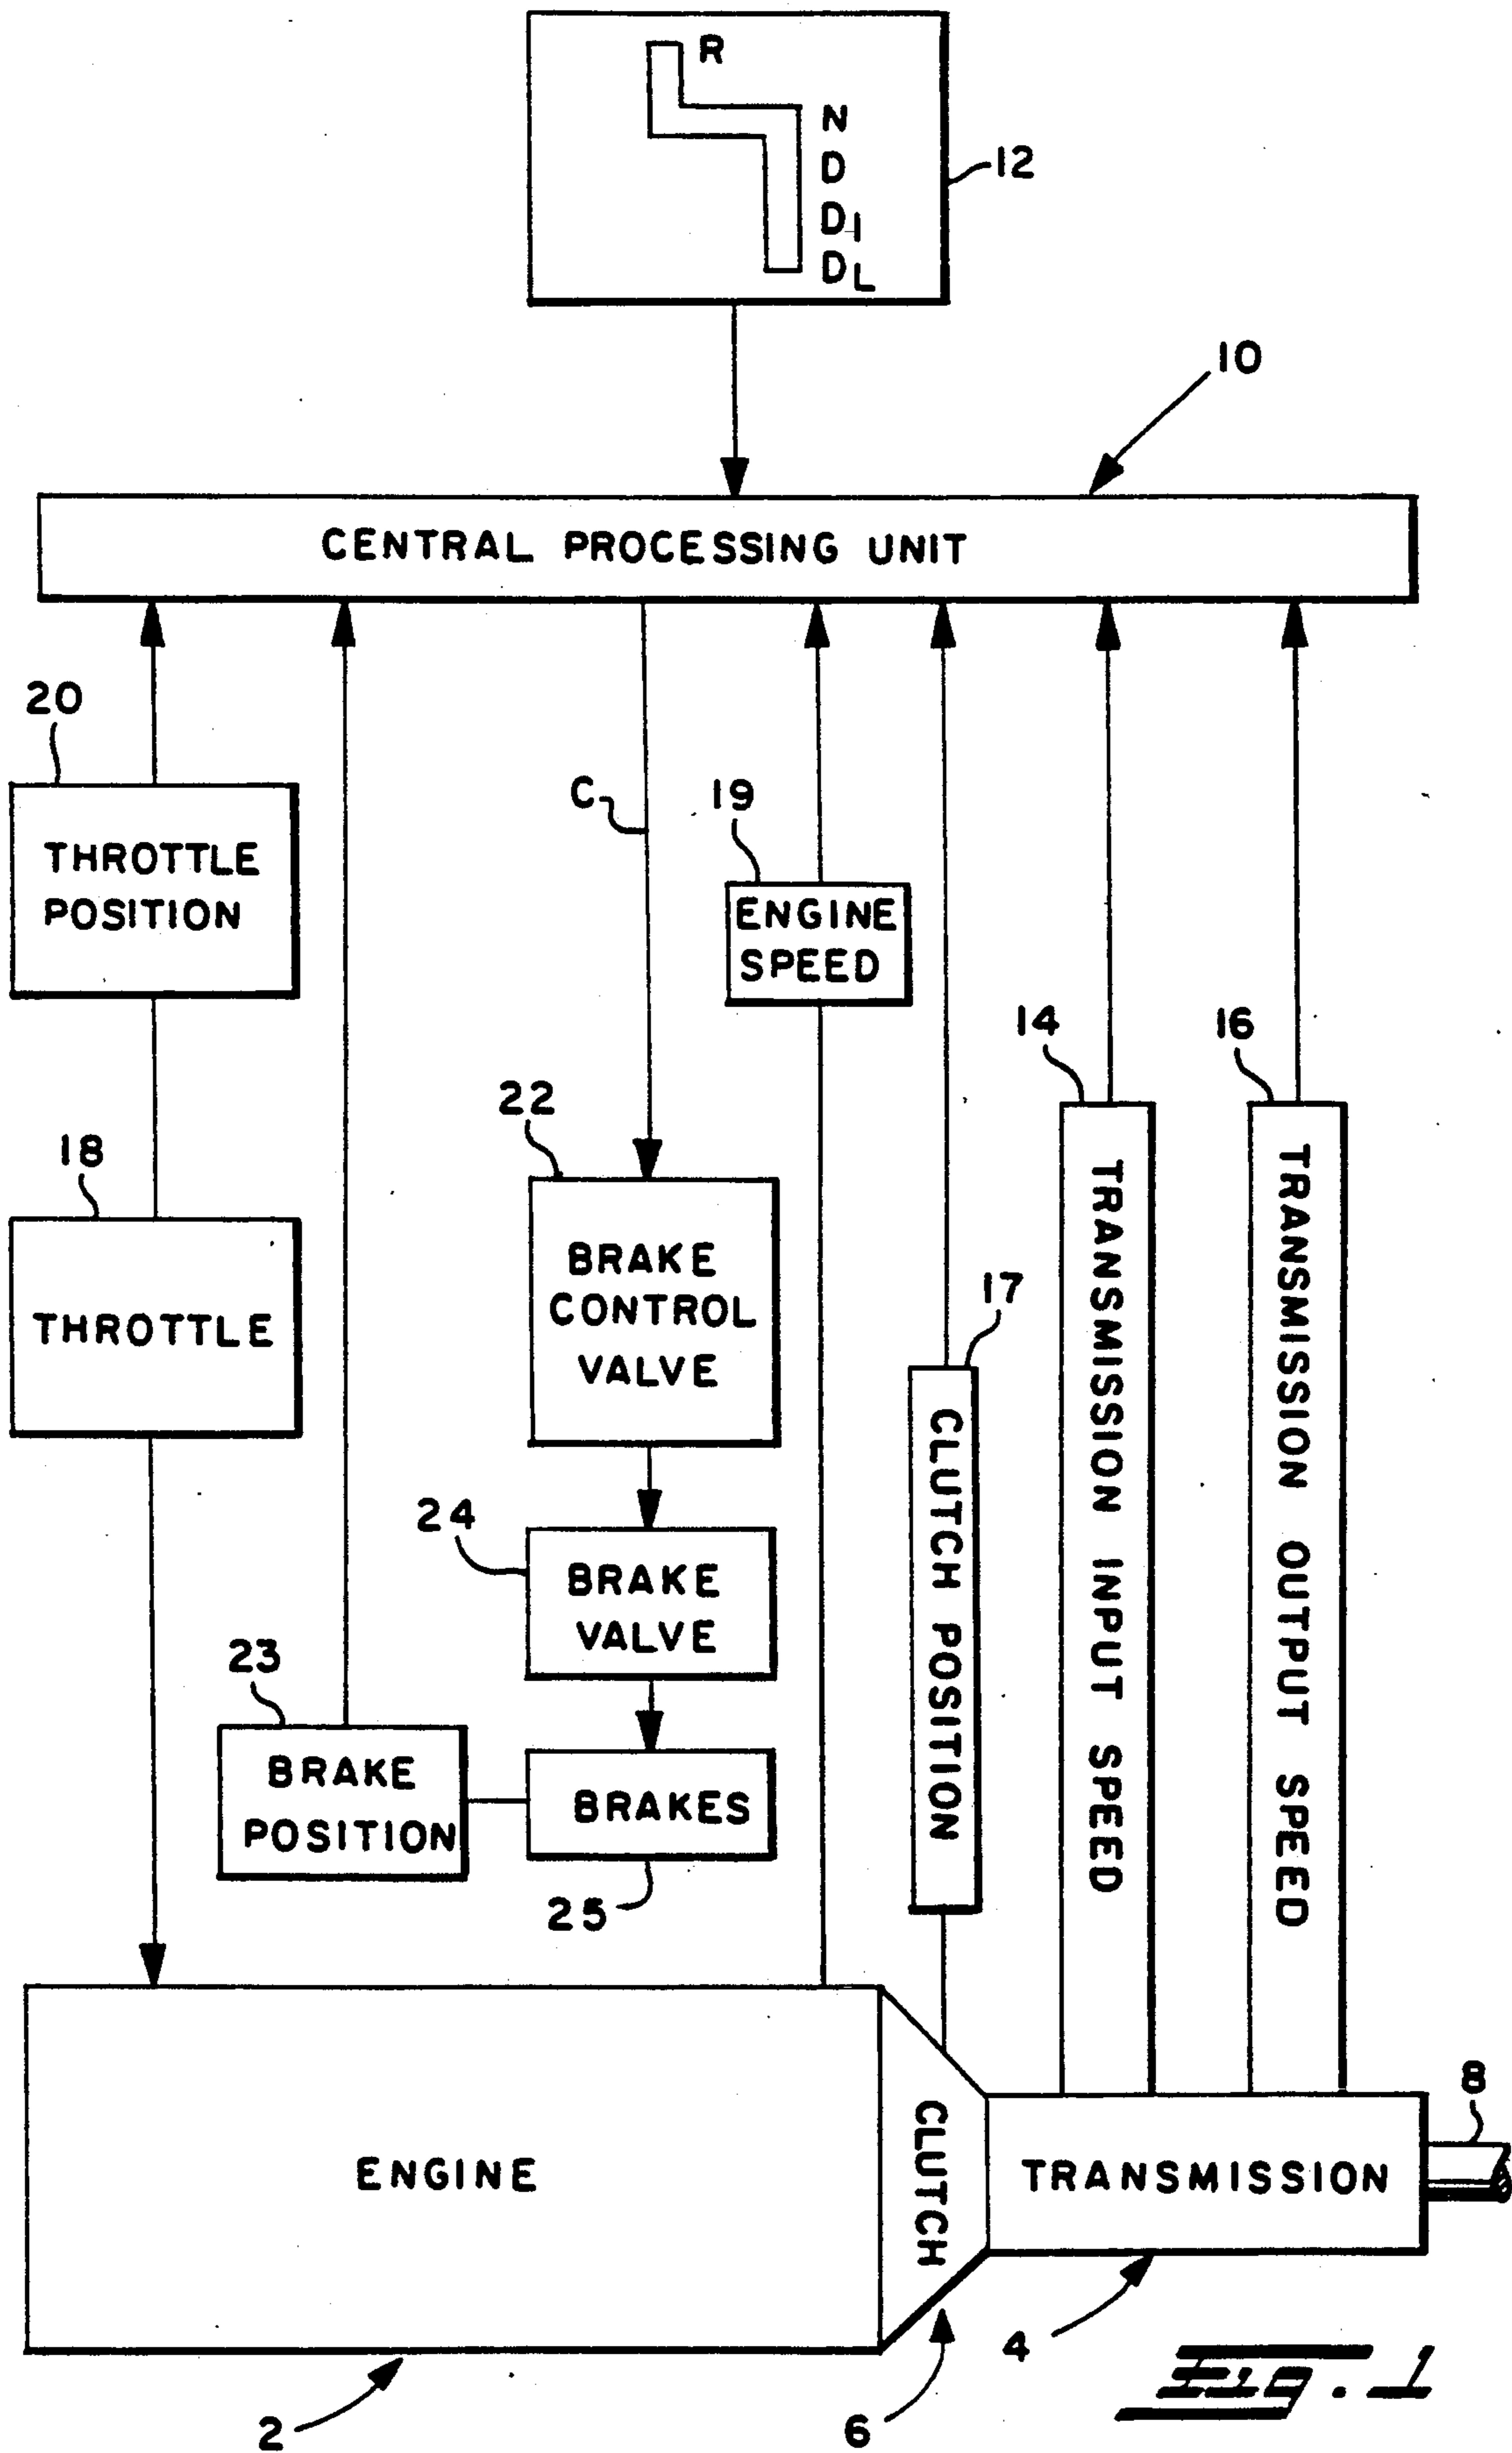 R
N
D
D1
DL
12
10
CENTRAL PROCESSING UNIT
20
THROTTLE
POSITION
C
19
ENGINE
SPEED
14
16
22
18
THROTTLE
BRAKE
CONTROL
VALVE
17
CLUTCH POSITION
TRANSMISSION INPUT SPEED
TRANSMISSION OUTPUT SPEED
24
BRAKE
VALVE
23
BRAKE
POSITION
BRAKES
25
8
ENGINE
CLUTCH
TRANSMISSION
2
6
4
Fig. 1